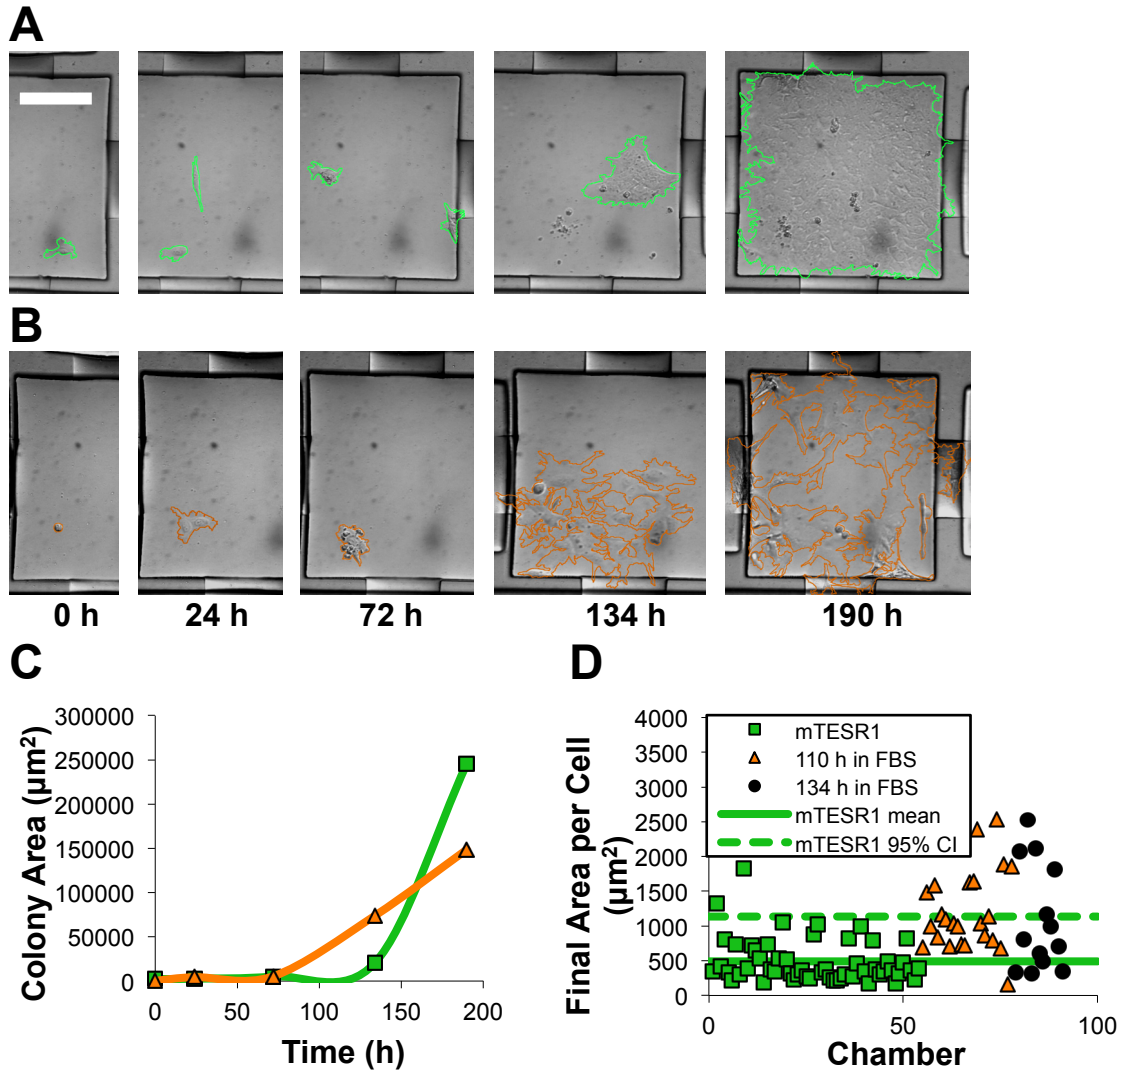 A
B
0 h
24 h
72 h
134 h
190 h
C
D
Colony Area (µm²)
300000
250000
200000
150000
100000
50000
0
0
50
100
150
200
Time (h)
Final Area per Cell
(µm²)
4000
3500
3000
2500
2000
1500
1000
500
0
mTESR1
110 h in FBS
134 h in FBS
mTESR1 mean
mTESR1 95% CI
0
50
100
Chamber